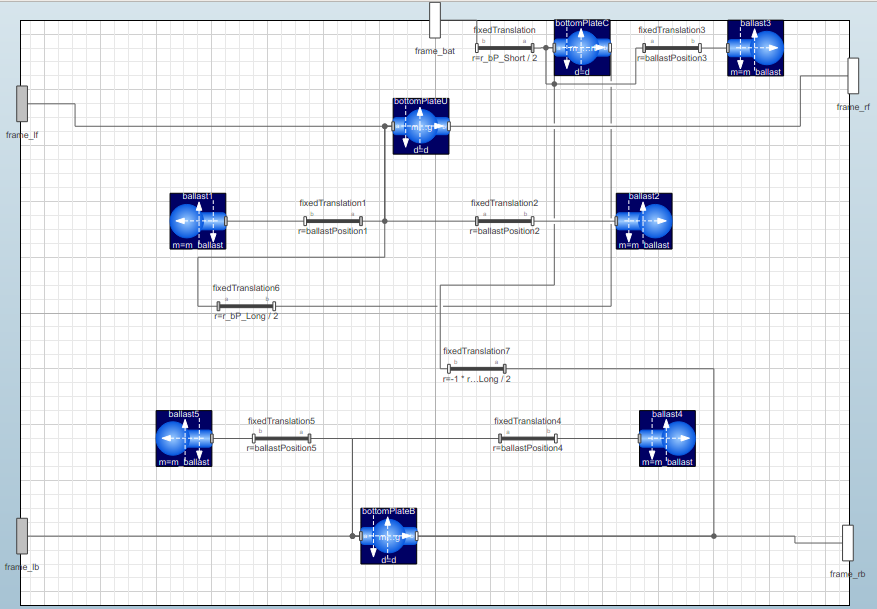 bottomPlateC
ballast3
fixedTranslation
fixedTranslation3
b
a
a
b
frame_bat
r=r_bP_Short / 2
r=ballastPosition3
d=d
m=m_ballast
frame_rf
bottomPlateU
frame_lf
m...g
d=d
ballast1
fixedTranslation1
fixedTranslation2
ballast2
b
a
a
b
r=ballastPosition1
r=ballastPosition2
m=m_ballast
m=m_ballast
fixedTranslation6
a
b
r=r_bP_Long / 2
fixedTranslation7
b
a
r=-1 * r...Long / 2
ballast5
fixedTranslation5
fixedTranslation4
ballast4
b
a
a
b
r=ballastPosition5
r=ballastPosition4
m=m_ballast
m=m_ballast
bottomPlateB
m...g
d=d
frame_lb
frame_rb